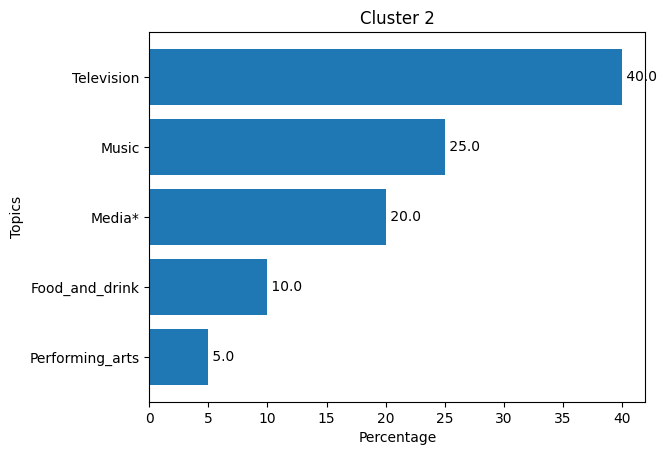 Cluster 2
Topics
Television
40.0
Music
25.0
Media*
20.0
Food_and_drink
10.0
Performing_arts
5.0
0 5 10 15 20 25 30 35 40
Percentage